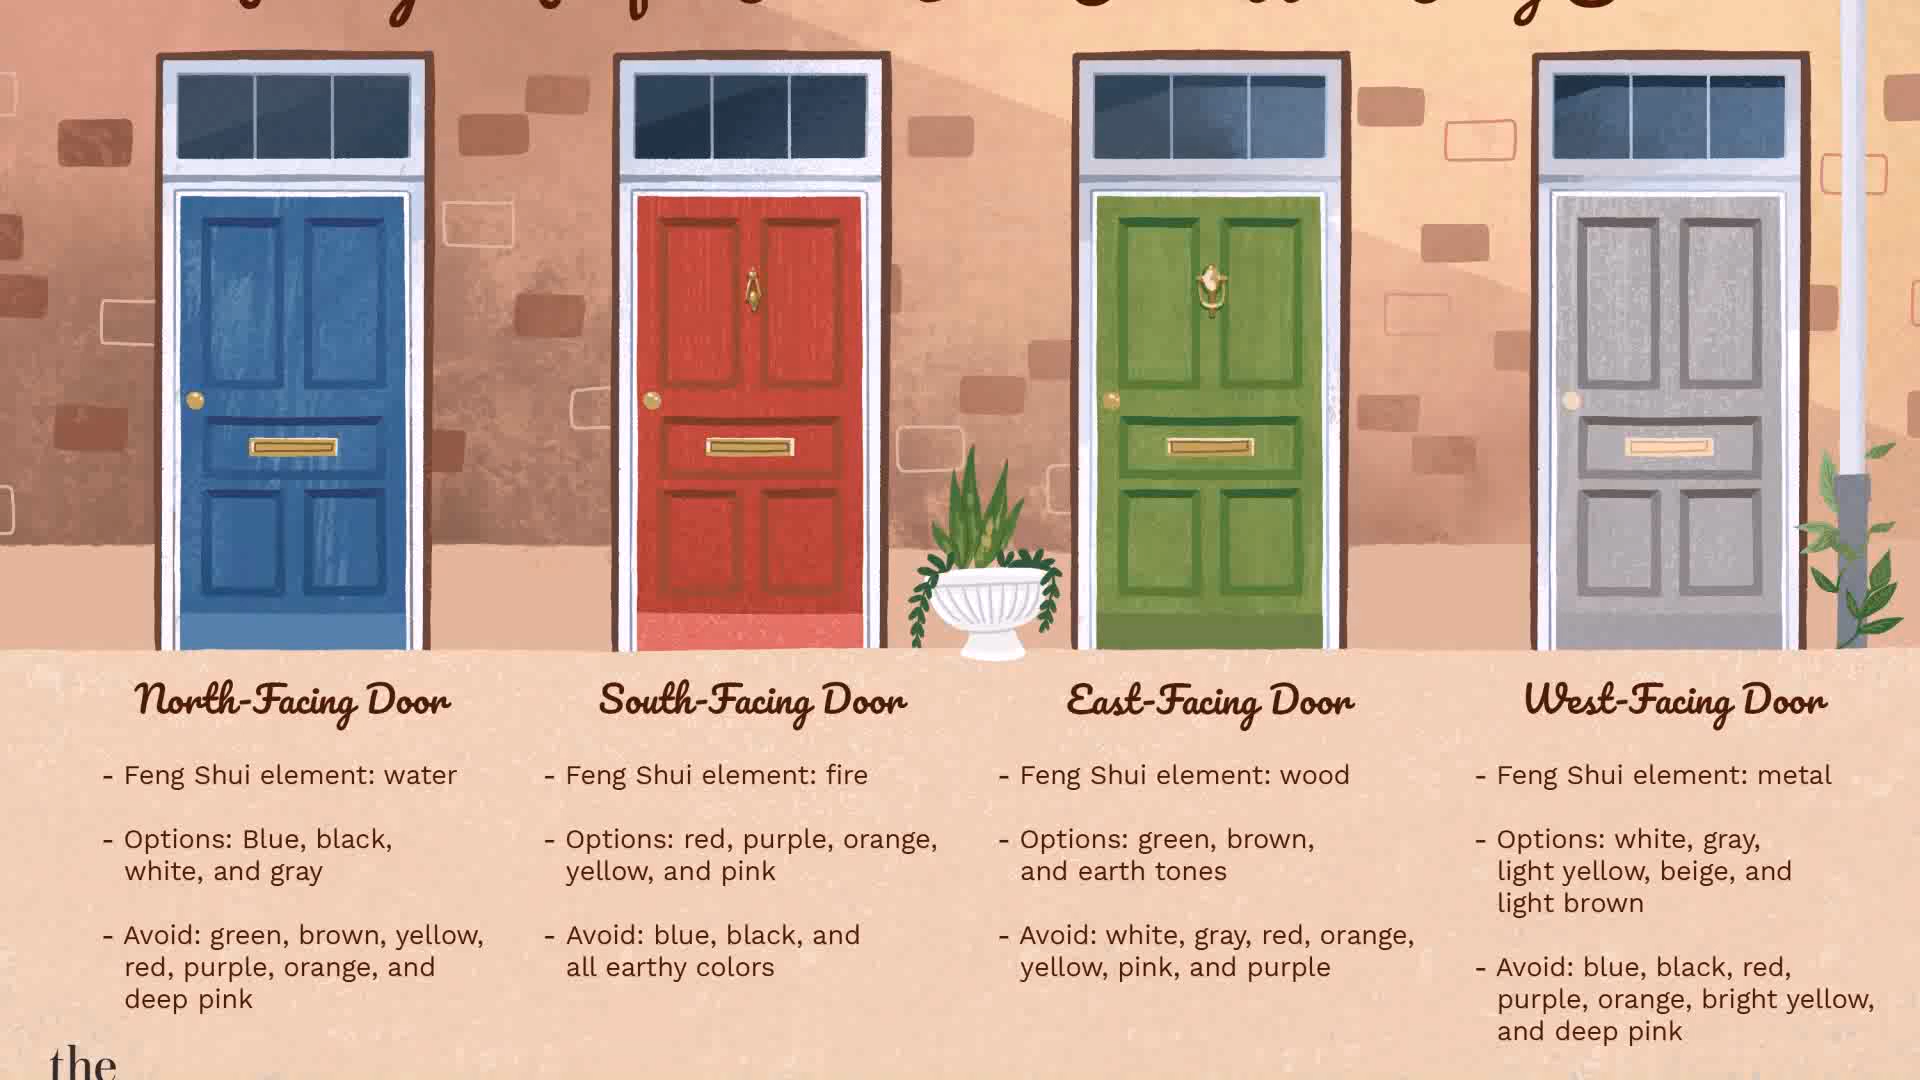 North-Facing Door
- Feng Shui element: water
- Options: Blue, black,
white, and gray
- Avoid: green, brown, yellow,
red, purple, orange, and
deep pink
South-Facing Door
- Feng Shui element: fire
- Options: red, purple, orange,
yellow, and pink
- Avoid: blue, black, and
all earthy colors
East-Facing Door
- Feng Shui element: wood
- Options: green, brown,
and earth tones
- Avoid: white, gray, red, orange,
yellow, pink, and purple
West-Facing Door
- Feng Shui element: metal
- Options: white, gray,
light yellow, beige, and
light brown
- Avoid: blue, black, red,
purple, orange, bright yellow,
and deep pink
the